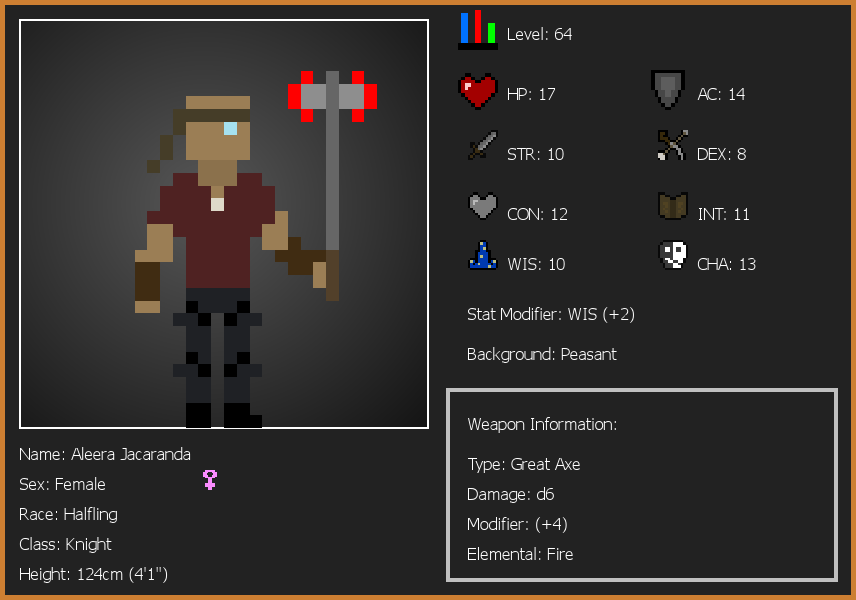 Level: 64
HP: 17
AC: 14
STR: 10
DEX: 8
CON: 12
INT: 11
WIS: 10
CHA: 13
Stat Modifier: WIS (+2)
Background: Peasant
Weapon Information:
Type: Great Axe
Damage: d6
Modifier: (+4)
Elemental: Fire
Name: Aleera Jacaranda
Sex: Female
Race: Halfling
Class: Knight
Height: 124cm (4'1")